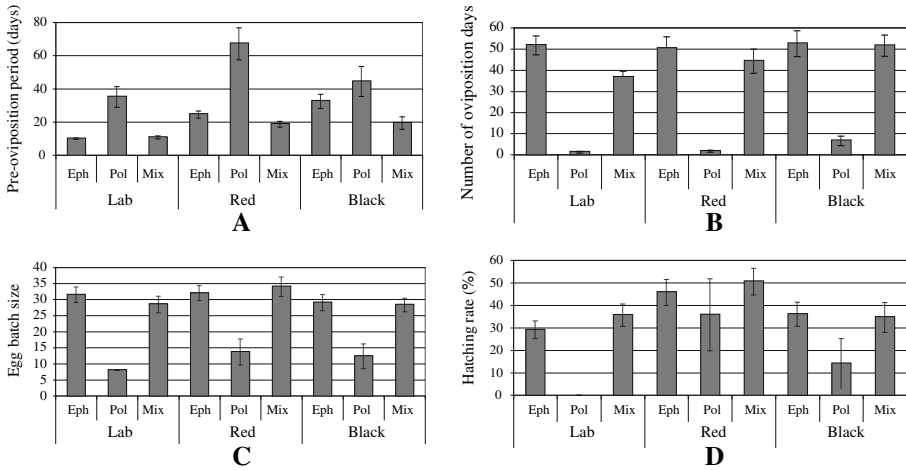 Pre-oviposition period (days)
80
60
40
20
0
Eph Pol Mix Eph Pol Mix Eph Pol Mix
Lab Red Black
A
Number of oviposition days
60
50
40
30
20
10
0
Eph Pol Mix Eph Pol Mix Eph Pol Mix
Lab Red Black
B
Egg batch size
40
35
30
25
20
15
10
5
0
Eph Pol Mix Eph Pol Mix Eph Pol Mix
Lab Red Black
C
Hatching rate (%)
60
50
40
30
20
10
0
Eph Pol Mix Eph Pol Mix Eph Pol Mix
Lab Red Black
D